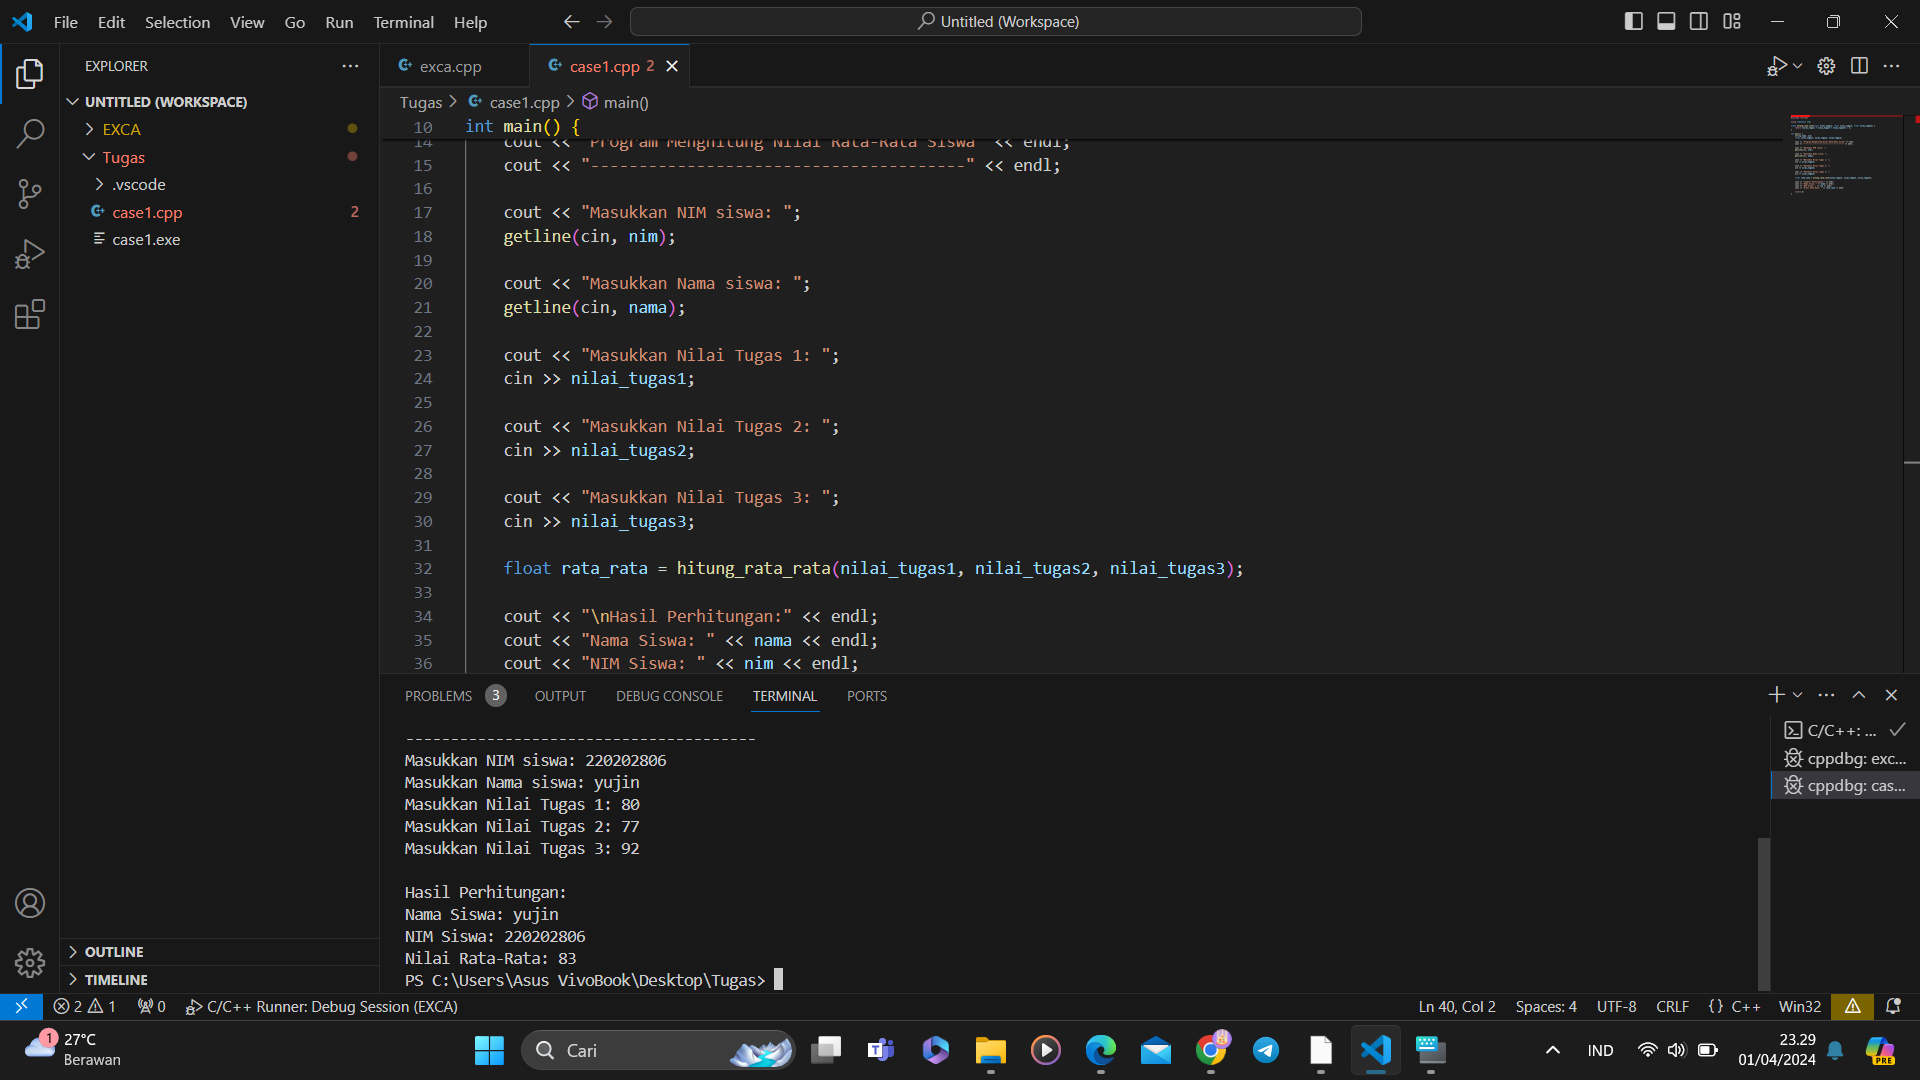 File Edit Selection View Go Run Terminal Help
Untitled (Workspace)
EXPLORER
UNTITLED (WORKSPACE)
EXCA
Tugas
.vscode
case1.cpp 2
case1.exe
OUTLINE
TIMELINE
exca.cpp
case1.cpp 2
Tugas > case1.cpp > main()
10 int main() {
14 cout << "Program Menghitung Nilai Rata-Rata Siswa" << endl;
15 cout << "---------------------------------------" << endl;
16
17 cout << "Masukkan NIM siswa: ";
18 getline(cin, nim);
19
20 cout << "Masukkan Nama siswa: ";
21 getline(cin, nama);
22
23 cout << "Masukkan Nilai Tugas 1: ";
24 cin >> nilai_tugas1;
25
26 cout << "Masukkan Nilai Tugas 2: ";
27 cin >> nilai_tugas2;
28
29 cout << "Masukkan Nilai Tugas 3: ";
30 cin >> nilai_tugas3;
31
32 float rata_rata = hitung_rata_rata(nilai_tugas1, nilai_tugas2, nilai_tugas3);
33
34 cout << "\nHasil Perhitungan:" << endl;
35 cout << "Nama Siswa: " << nama << endl;
36 cout << "NIM Siswa: " << nim << endl;
PROBLEMS 3 OUTPUT DEBUG CONSOLE TERMINAL PORTS
---------------------------------------
Masukkan NIM siswa: 220202806
Masukkan Nama siswa: yujin
Masukkan Nilai Tugas 1: 80
Masukkan Nilai Tugas 2: 77
Masukkan Nilai Tugas 3: 92

Hasil Perhitungan:
Nama Siswa: yujin
NIM Siswa: 220202806
Nilai Rata-Rata: 83
PS C:\Users\Asus VivoBook\Desktop\Tugas>
C/C++: ...
cppdbg: exc...
cppdbg: cas...
2 1 0 C/C++ Runner: Debug Session (EXCA)
Ln 40, Col 2 Spaces: 4 UTF-8 CRLF {} C++ Win32
1
27°C
Berawan
Cari
IND
23.29
01/04/2024
PRE